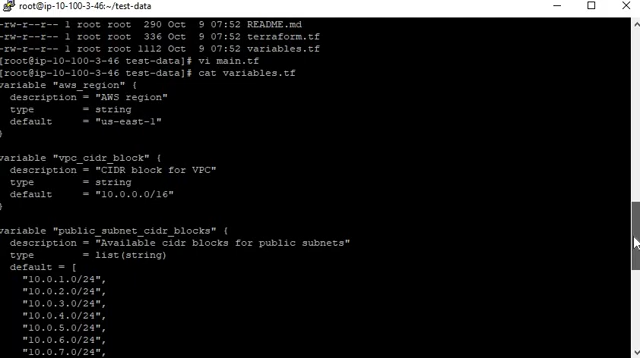 root@ip-10-100-3-46:~/test-data
-rw-r--r-- 1 root root  290 Oct  9 07:52 README.md
-rw-r--r-- 1 root root  336 Oct  9 07:52 terraform.tf
-rw-r--r-- 1 root root 1112 Oct  9 07:52 variables.tf
[root@ip-10-100-3-46 test-data]# vi main.tf
[root@ip-10-100-3-46 test-data]# cat variables.tf
variable "aws_region" {
  description = "AWS region"
  type        = string
  default     = "us-east-1"
}

variable "vpc_cidr_block" {
  description = "CIDR block for VPC"
  type        = string
  default     = "10.0.0.0/16"
}

variable "public_subnet_cidr_blocks" {
  description = "Available cidr blocks for public subnets"
  type        = list(string)
  default = [
    "10.0.1.0/24",
    "10.0.2.0/24",
    "10.0.3.0/24",
    "10.0.4.0/24",
    "10.0.5.0/24",
    "10.0.6.0/24",
    "10.0.7.0/24",